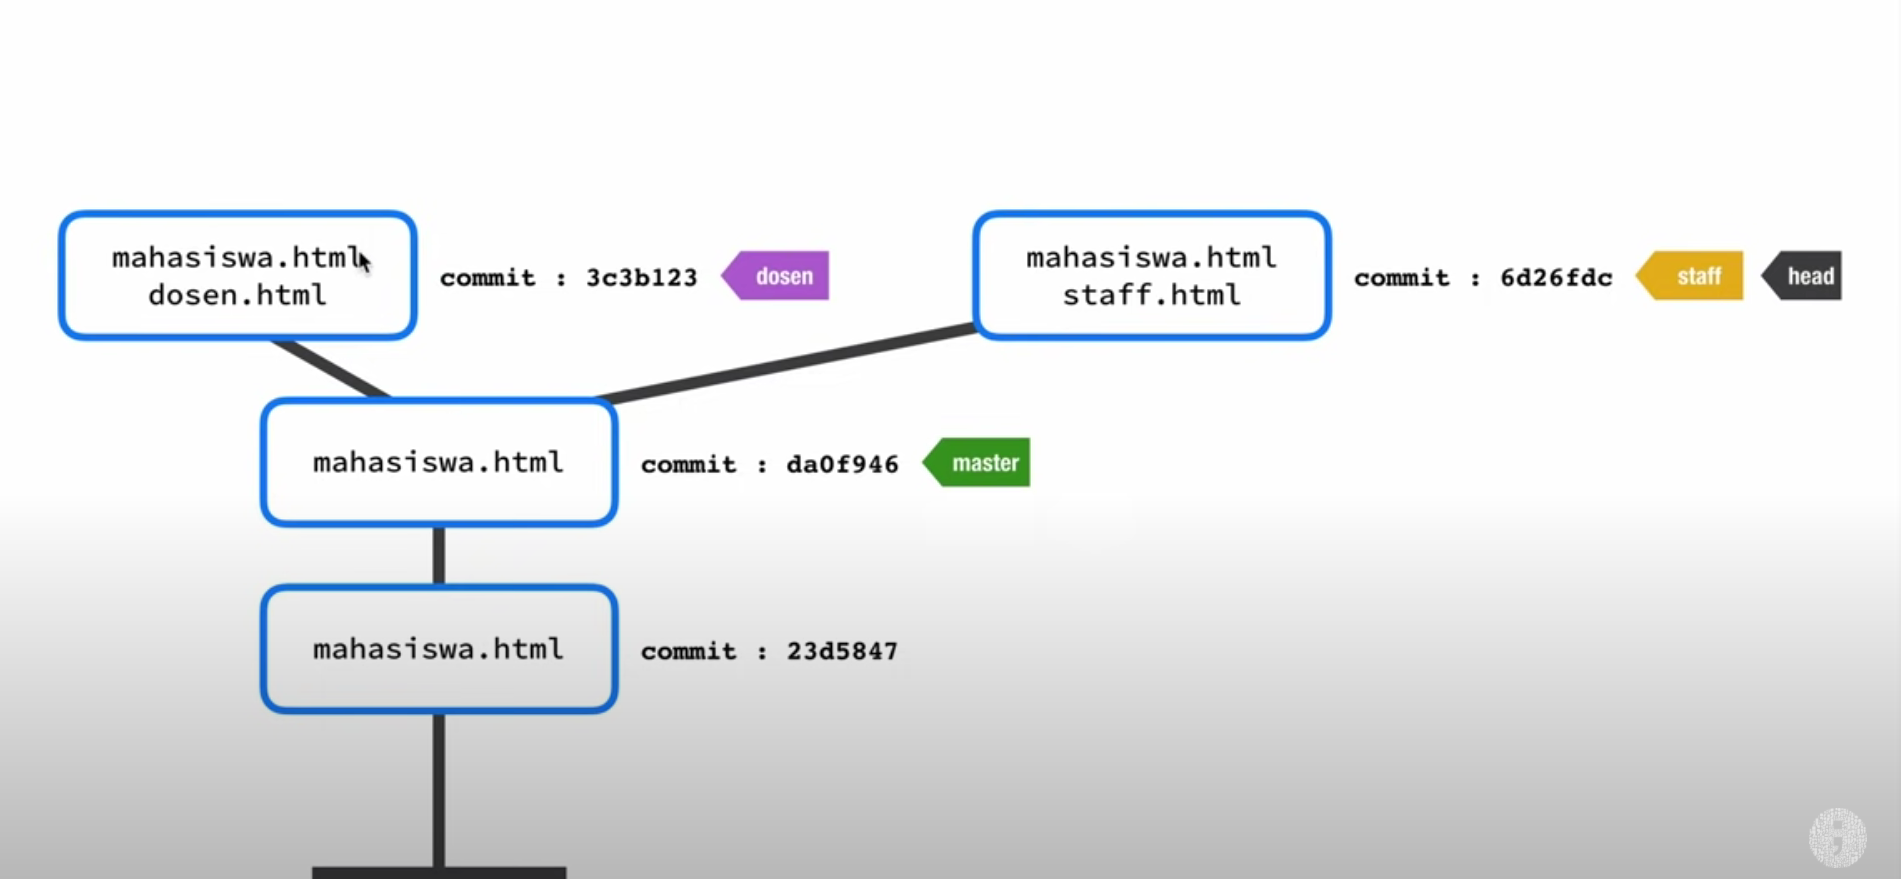 mahasiswa.html
dosen.html
commit : 3c3b123
dosen
mahasiswa.html
staff.html
commit : 6d26fdc
staff
head
mahasiswa.html
commit : da0f946
master
mahasiswa.html
commit : 23d5847